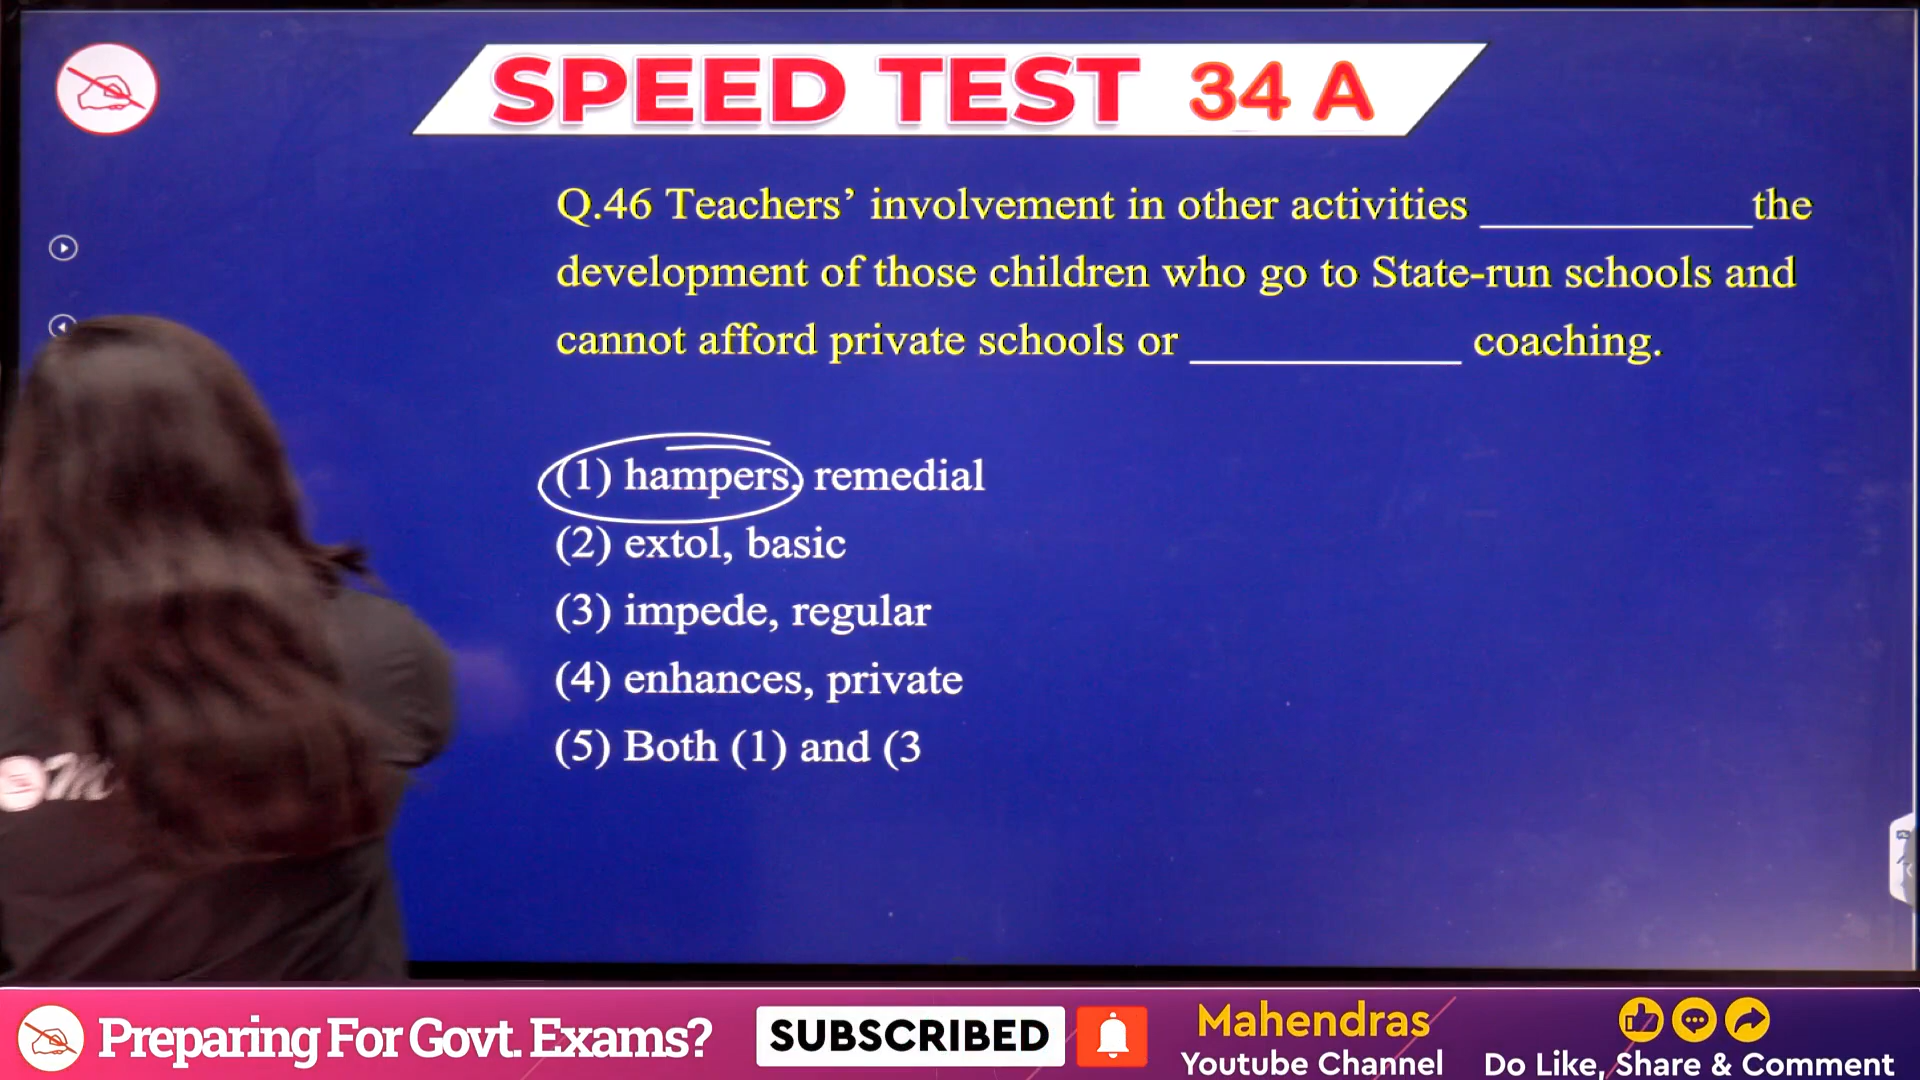 SPEED TEST 34 A
Q.46 Teachers’ involvement in other activities ____________the
development of those children who go to State-run schools and
cannot afford private schools or ____________ coaching.
(1) hampers, remedial
(2) extol, basic
(3) impede, regular
(4) enhances, private
(5) Both (1) and (3
Preparing For Govt. Exams?
SUBSCRIBED
Mahendras
Youtube Channel
Do Like, Share & Comment